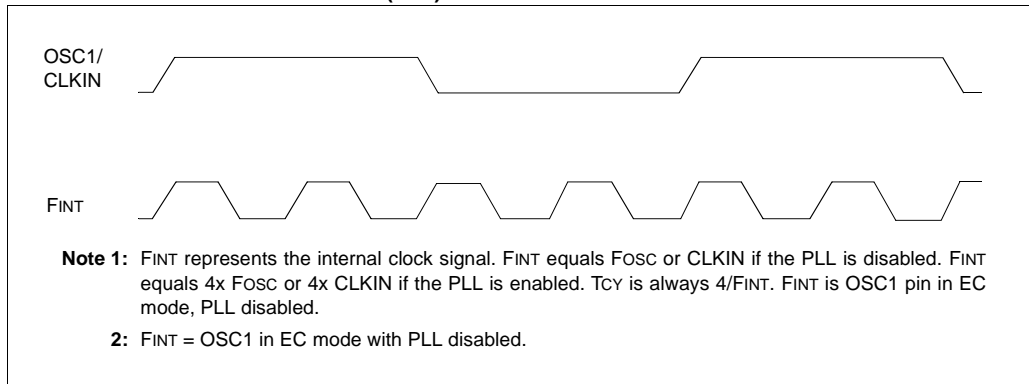 OSC1/
CLKIN
FINT
Note 1: FINT represents the internal clock signal. FINT equals FOSC or CLKIN if the PLL is disabled. FINT
equals 4x FOSC or 4x CLKIN if the PLL is enabled. TCY is always 4/FINT. FINT is OSC1 pin in EC
mode, PLL disabled.
2: FINT = OSC1 in EC mode with PLL disabled.